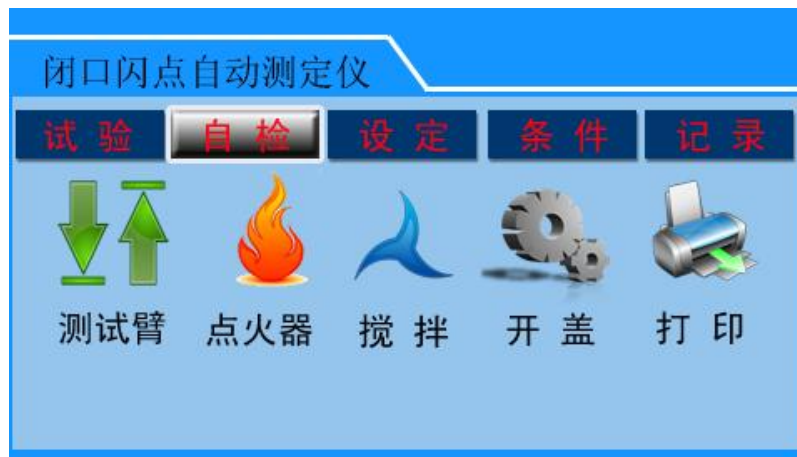 闭口闪点自动测定仪
试 验 自 检 设 定 条 件 记 录
测试臂 点火器 搅 拌 开 盖 打 印